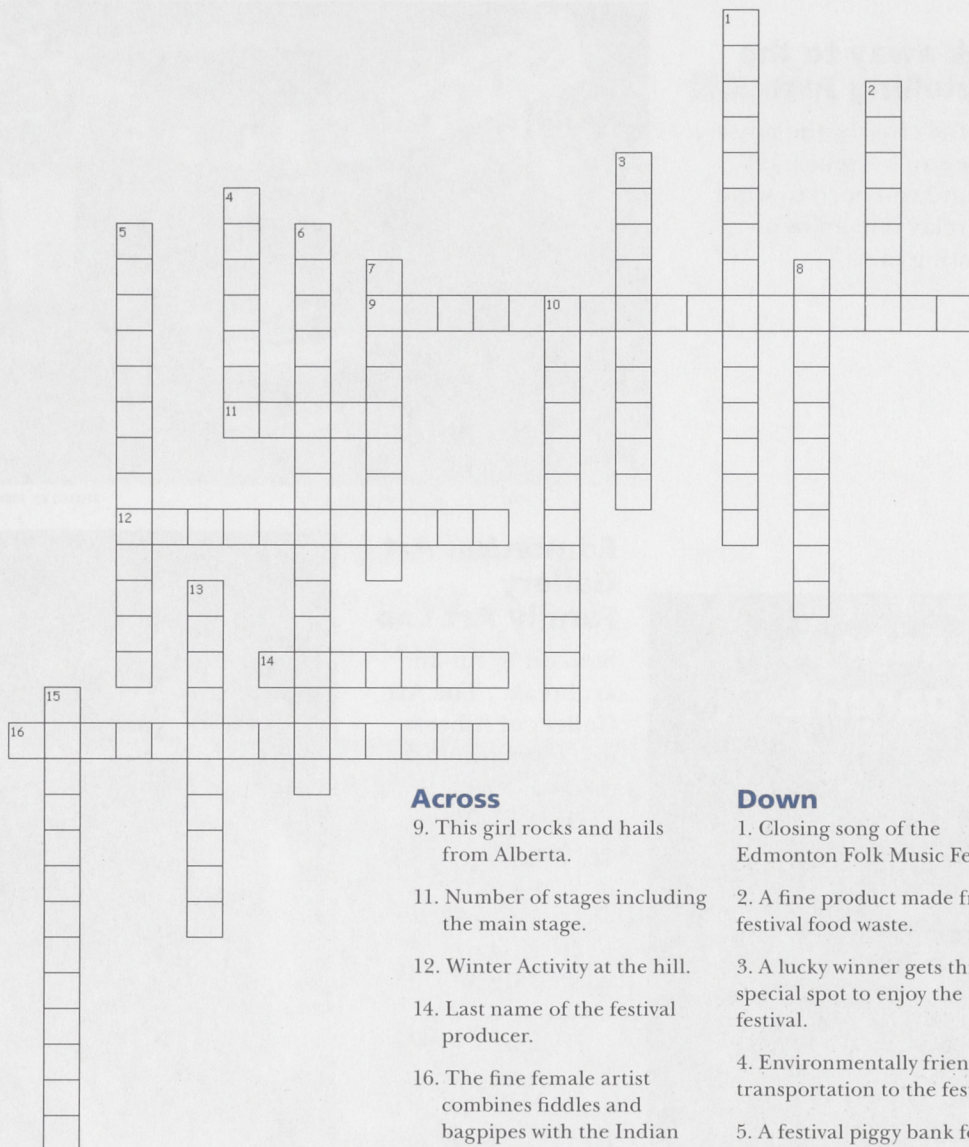 1
2
3
4
5 6
7 8
9 10
11
12
13
14
15
16
Across
9. This girl rocks and hails
from Alberta.
11. Number of stages including
the main stage.
12. Winter Activity at the hill.
14. Last name of the festival
producer.
16. The fine female artist
combines fiddles and
bagpipes with the Indian
Down
1. Closing song of the
Edmonton Folk Music Fe
2. A fine product made f
festival food waste.
3. A lucky winner gets th
special spot to enjoy the
festival.
4. Environmentally frien
transportation to the fes
5. A festival piggy bank f